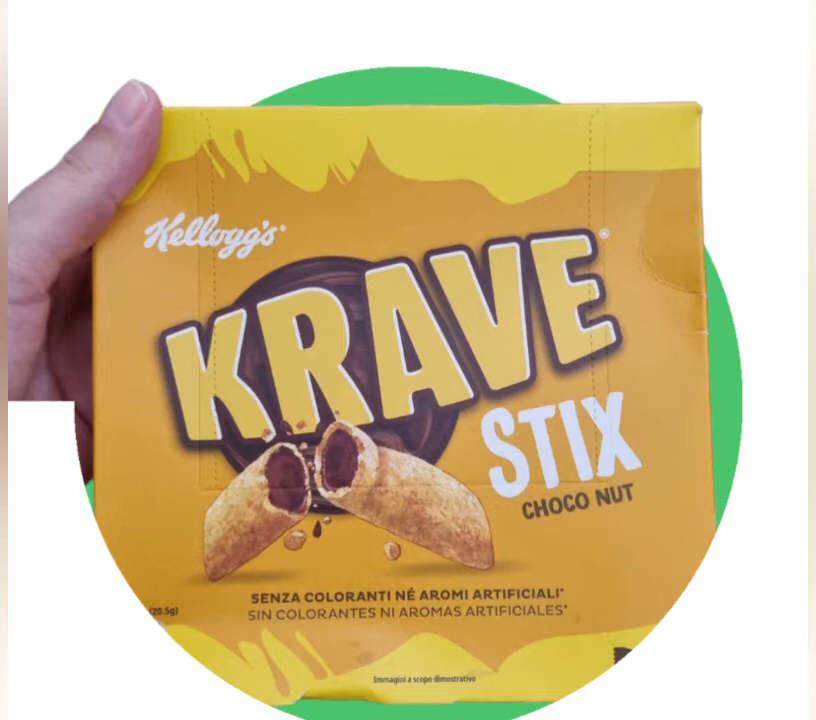 Kellogg's
KRAVE®
STIX
CHOCO NUT
SENZA COLORANTI NÉ AROMI ARTIFICIALI*
SIN COLORANTES NI AROMAS ARTIFICIALES*
(20.5g)
Immagini a scopo dimostrativo